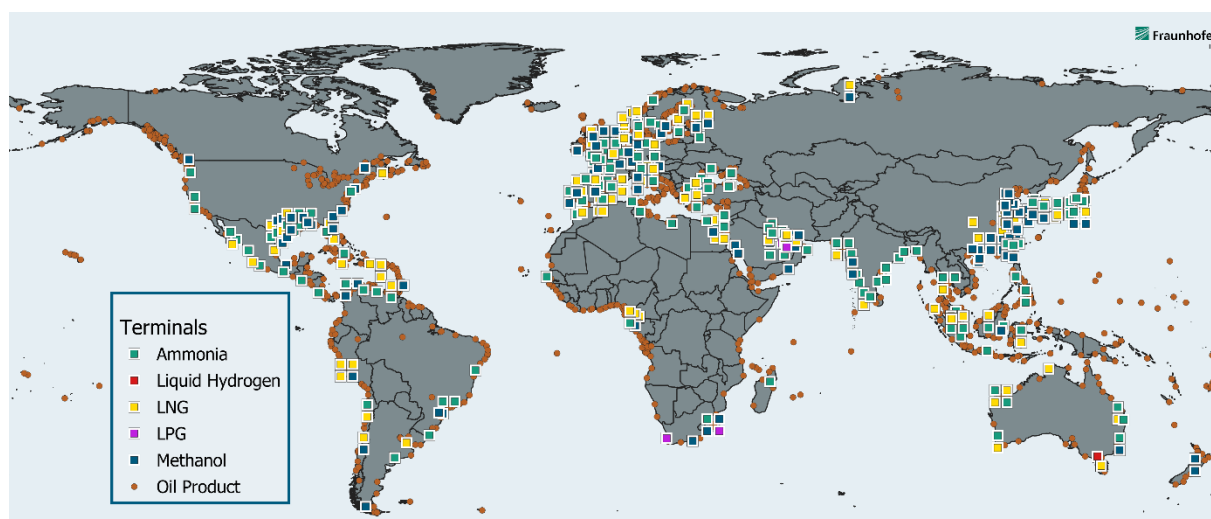 Fraunhofe
Terminals
Ammonia
Liquid Hydrogen
LNG
LPG
Methanol
Oil Product